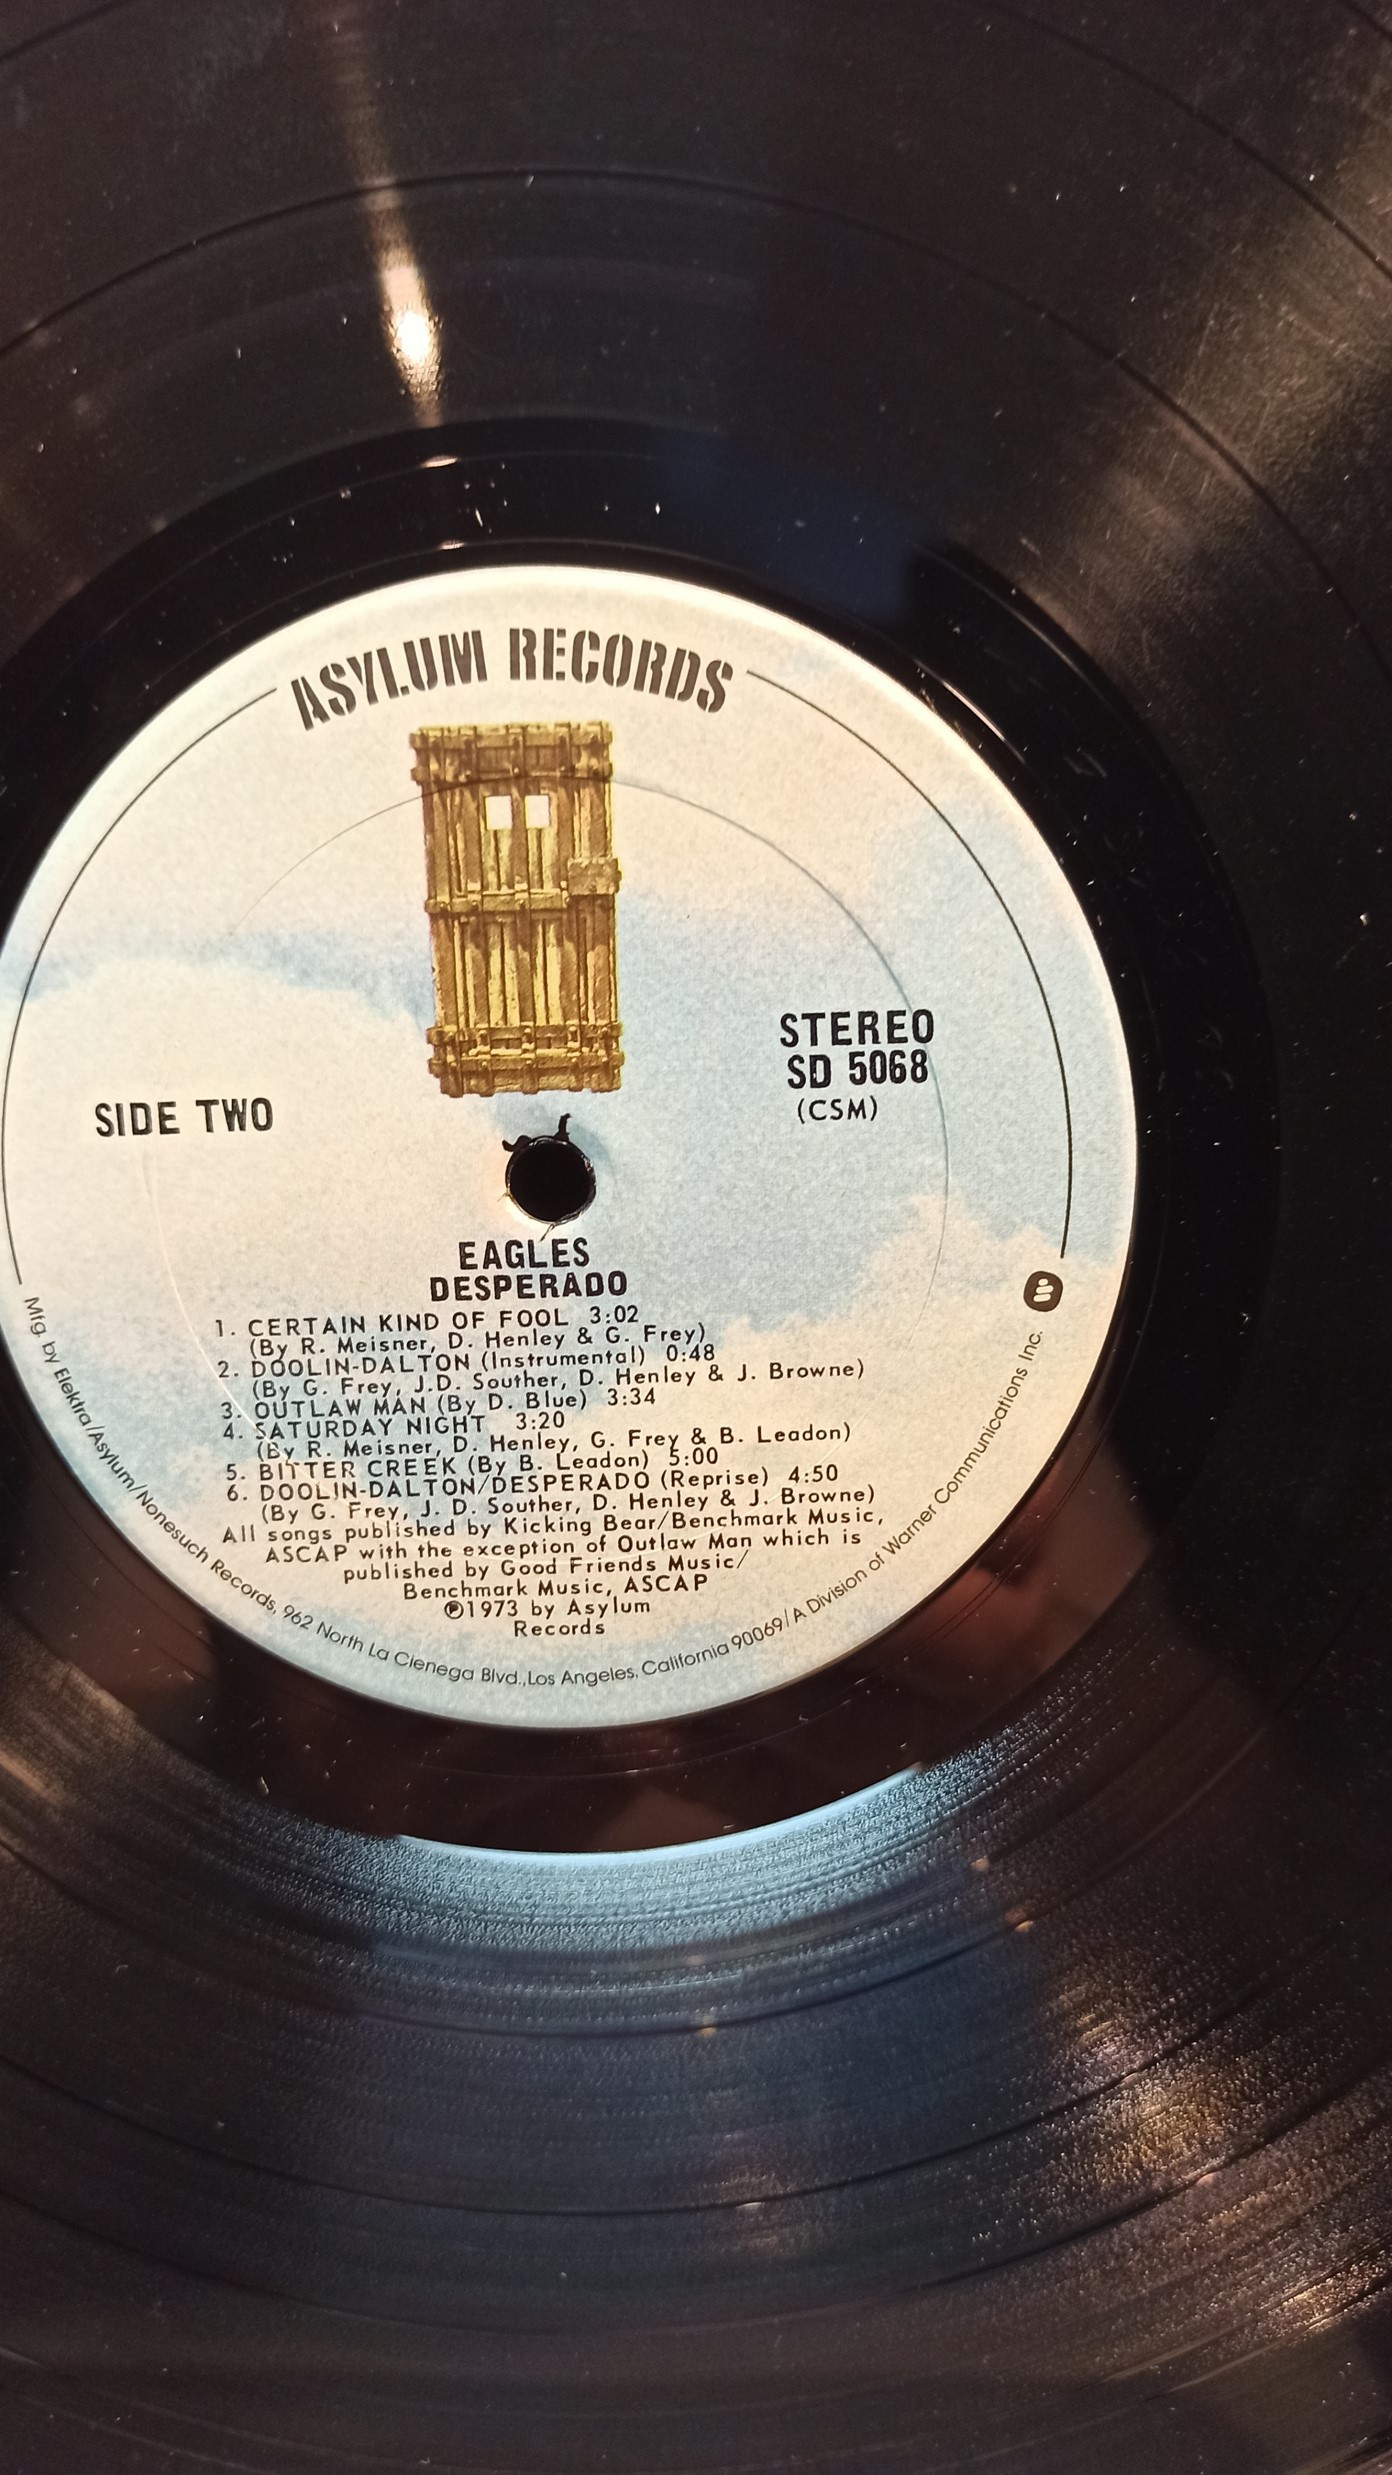 ASYLUM RECORDS
STEREO
SD 5068
(CSM)
SIDE TWO
EAGLES
DESPERADO
1. CERTAIN KIND OF FOOL 3:02
(By R. Meisner, D. Henley & G. Frey)
2. DOOLIN-DALTON (Instrumental) 0:48
(By G. Frey, J.D. Souther, D. Henley & J. Browne)
3. OUTLAW MAN (By D. Blue) 3:34
4. SATURDAY NIGHT 3:20
(By R. Meisner, D. Henley, G. Frey & B. Leadon)
5. BITTER CREEK (By B. Leadon) 5:00
6. DOOLIN-DALTON/DESPERADO (Reprise) 4:50
(By G. Frey, J. D. Souther, D. Henley & J. Browne)
All songs published by Kicking Bear/Benchmark Music,
ASCAP with the exception of Outlaw Man which is
published by Good Friends Music/
Benchmark Music, ASCAP
℗1973 by Asylum
Records
Mfg. by Elektra/Asylum/Nonesuch Records, 962 North La Cienega Blvd., Los Angeles, California 90069/A Division of Warner Communications Inc.